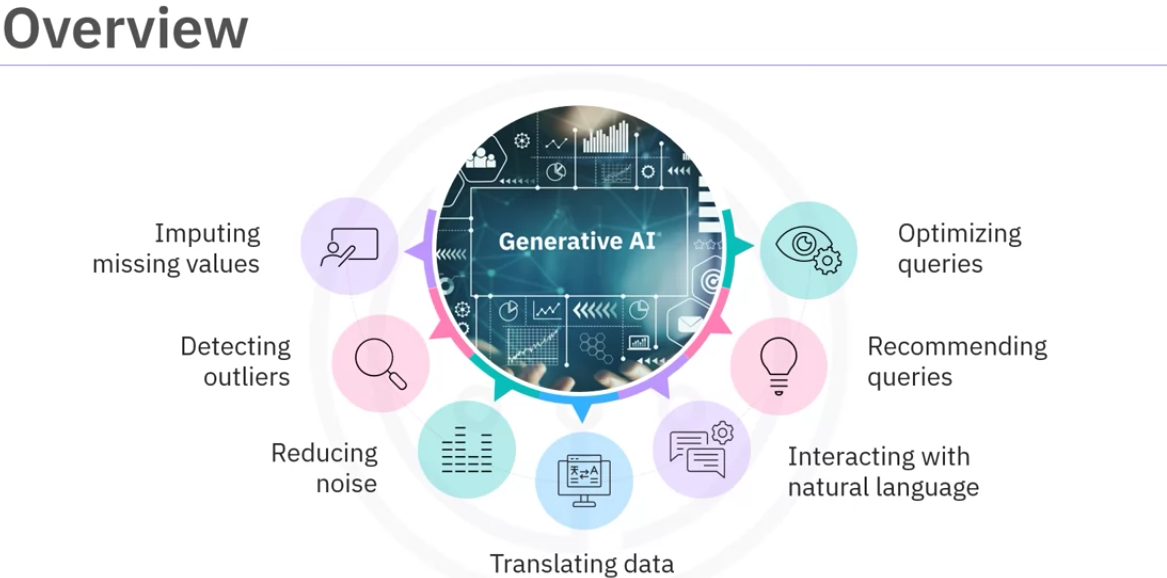 Overview
Generative AI
Imputing
missing values
Detecting
outliers
Reducing
noise
Translating data
Interacting with
natural language
Recommending
queries
Optimizing
queries